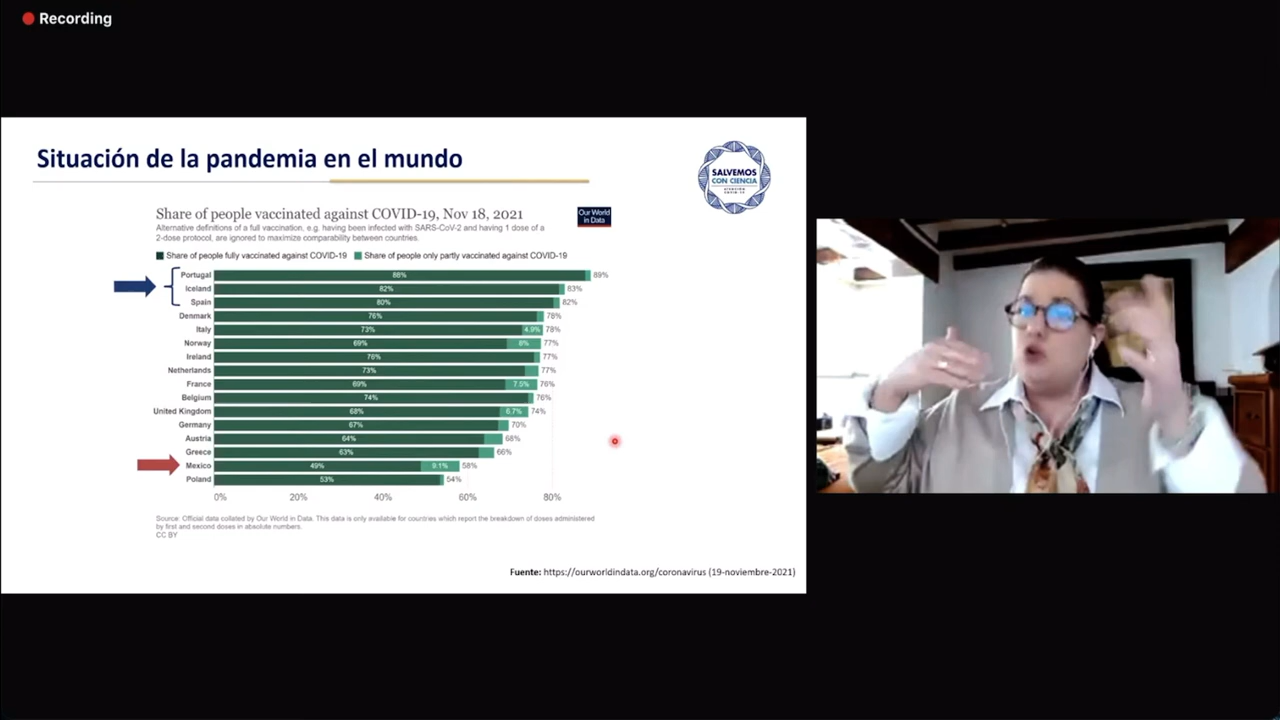 Recording
Situación de la pandemia en el mundo
SALVEMOS
CON CIENCIA
Share of people vaccinated against COVID-19, Nov 18, 2021
Our World
in Data
Alternative definitions of a full vaccination, e.g. having been infected with SARS-CoV-2 and having 1 dose of a
2-dose protocol, are ignored to maximize comparability between countries.
Share of people fully vaccinated against COVID-19 Share of people only partly vaccinated against COVID-19
Portugal 88% 89%
Iceland 82% 83%
Spain 80% 82%
Denmark 76% 78%
Italy 73% 4.9% 78%
Norway 69% 8% 77%
Ireland 76% 77%
Netherlands 73% 77%
France 69% 7.5% 76%
Belgium 74% 76%
United Kingdom 68% 6.7% 74%
Germany 67% 70%
Austria 64% 68%
Greece 63% 66%
Mexico 49% 9.1% 58%
Poland 53% 54%
0% 20% 40% 60% 80%
Source: Official data collated by Our World in Data. This data is only available for countries which report the breakdown of doses administered
by first and second doses in absolute numbers.
CC BY
Fuente: https://ourworldindata.org/coronavirus (19-noviembre-2021)